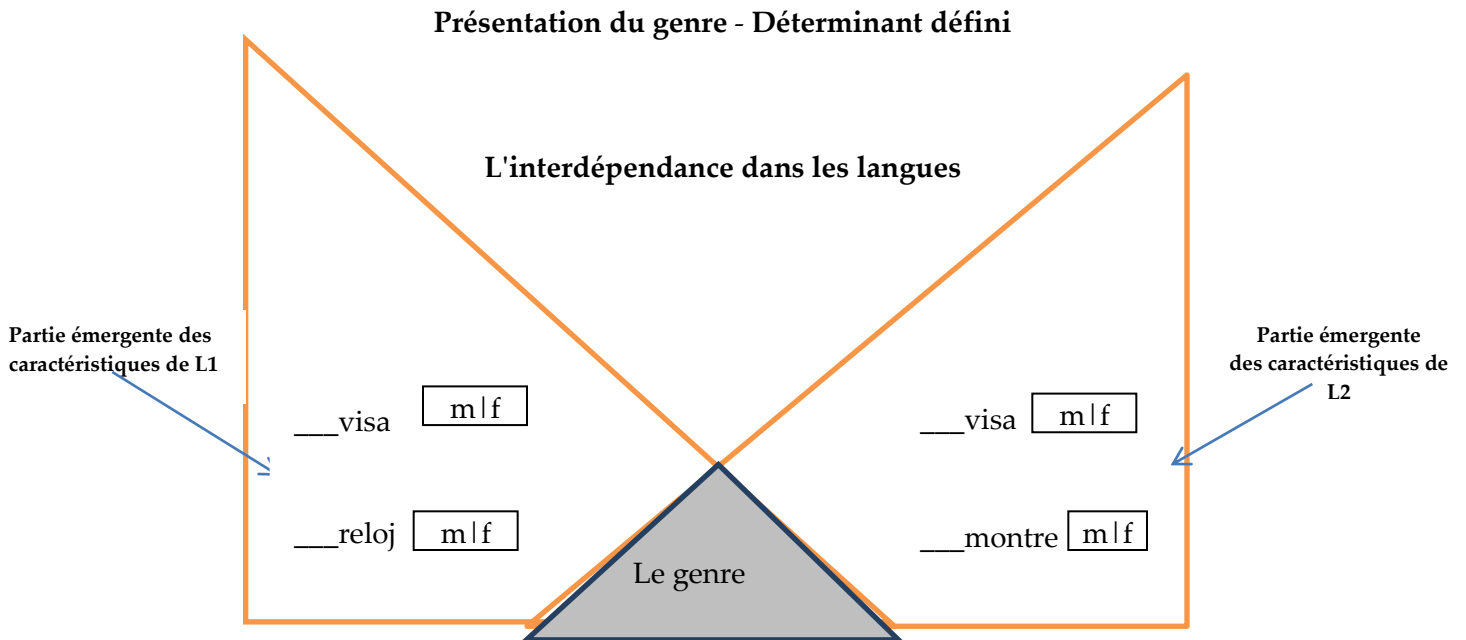 Présentation du genre - Déterminant défini
L'interdépendance dans les langues
Partie émergente des
caractéristiques de L1
Partie émergente
des caractéristiques de
L2
___visa m|f
___visa m|f
___reloj m|f
___montre m|f
Le genre